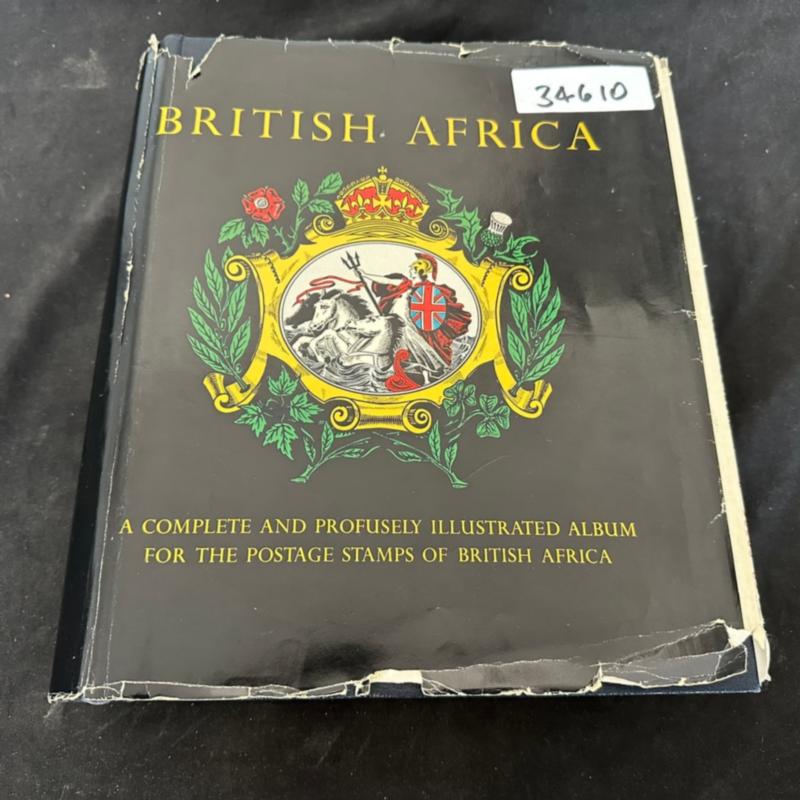 34610
BRITISH AFRICA
A COMPLETE AND PROFUSELY ILLUSTRATED ALBUM
FOR THE POSTAGE STAMPS OF BRITISH AFRICA